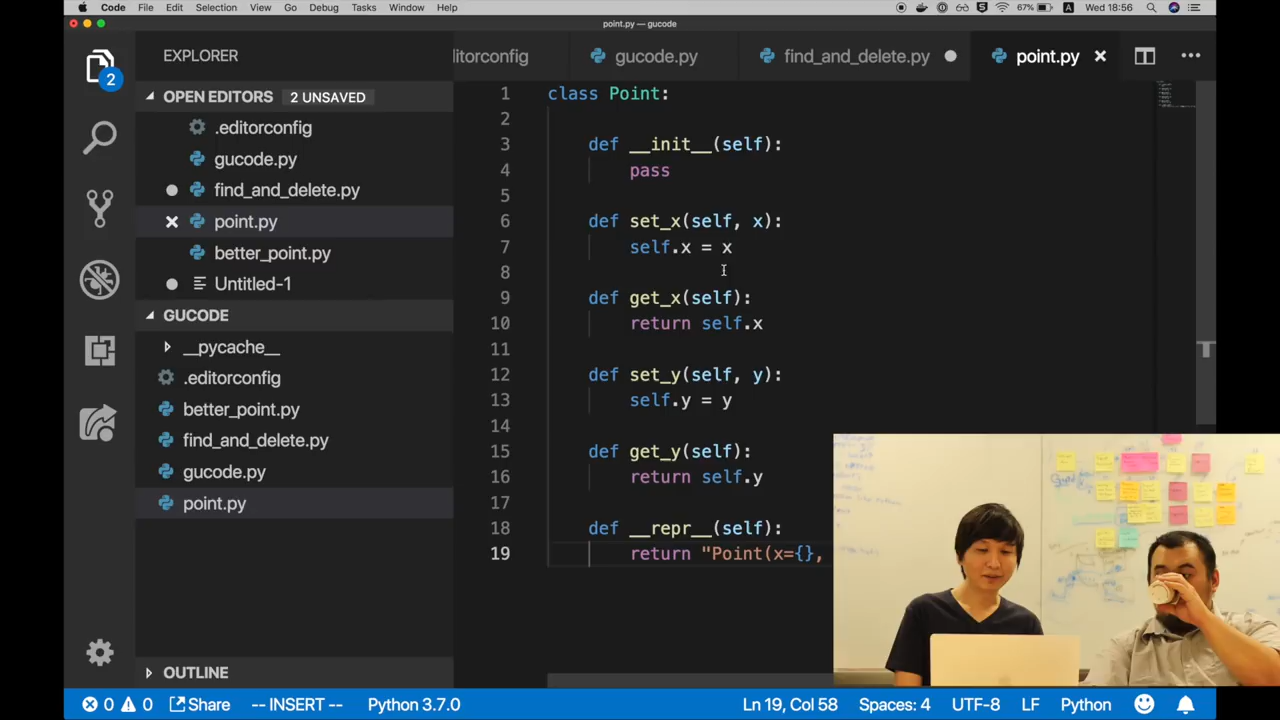 Code File Edit Selection View Go Debug Tasks Window Help 67% A Wed 18:56
point.py — gucode
EXPLORER
ditorconfig gucode.py find_and_delete.py point.py
OPEN EDITORS 2 UNSAVED
.editorconfig
gucode.py
find_and_delete.py
point.py
better_point.py
Untitled-1
GUCODE
__pycache__
.editorconfig
better_point.py
find_and_delete.py
gucode.py
point.py
OUTLINE
2
1 class Point:
2
3 def __init__(self):
4 pass
5
6 def set_x(self, x):
7 self.x = x
8
9 def get_x(self):
10 return self.x
11
12 def set_y(self, y):
13 self.y = y
14
15 def get_y(self):
16 return self.y
17
18 def __repr__(self):
19 return "Point(x={},
0 0 Share -- INSERT -- Python 3.7.0 Ln 19, Col 58 Spaces: 4 UTF-8 LF Python